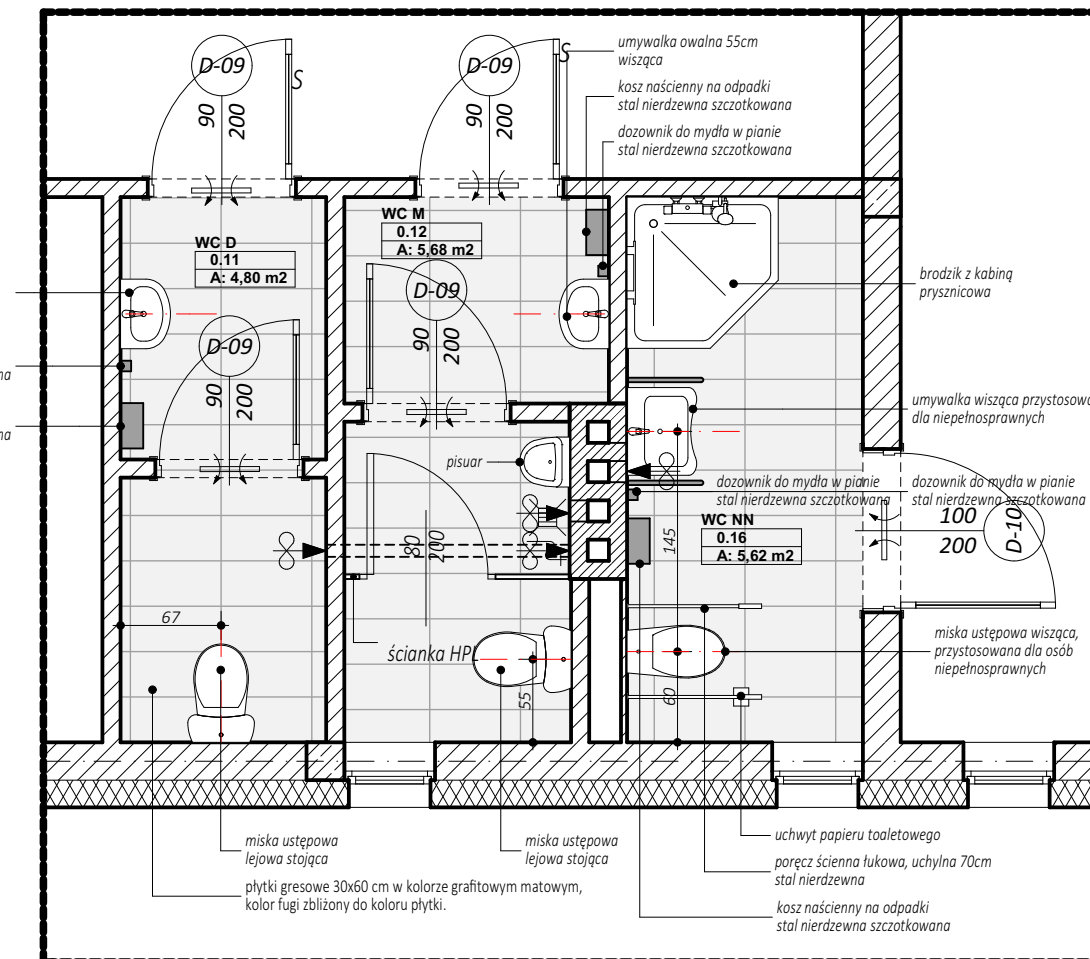 umywalka owalna 55cm
wisząca
kosz naścienny na odpadki
stal nierdzewna szczotkowana
dozownik do mydła w pianie
stal nierdzewna szczotkowana
D-09
90
200
S
D-09
90
200
S
WC D
0.11
A: 4,80 m2
WC M
0.12
A: 5,68 m2
D-09
90
200
D-09
90
200
brodzik z kabiną
prysznicowa
umywalka wisząca przystosowa
dla niepełnosprawnych
pisuar
dozownik do mydła w pianie
stal nierdzewna szczotkowana
dozownik do mydła w pianie
stal nierdzewna szczotkowana
WC NN
0.16
A: 5,62 m2
145
100
200
D-10
80
200
67
ścianka HPL
55
60
miska ustępowa wisząca,
przystosowana dla osób
niepełnosprawnych
miska ustępowa
lejowa stojąca
miska ustępowa
lejowa stojąca
płytki gresowe 30x60 cm w kolorze grafitowym matowym,
kolor fugi zbliżony do koloru płytki.
uchwyt papieru toaletowego
poręcz ścienna łukowa, uchylna 70cm
stal nierdzewna
kosz naścienny na odpadki
stal nierdzewna szczotkowana